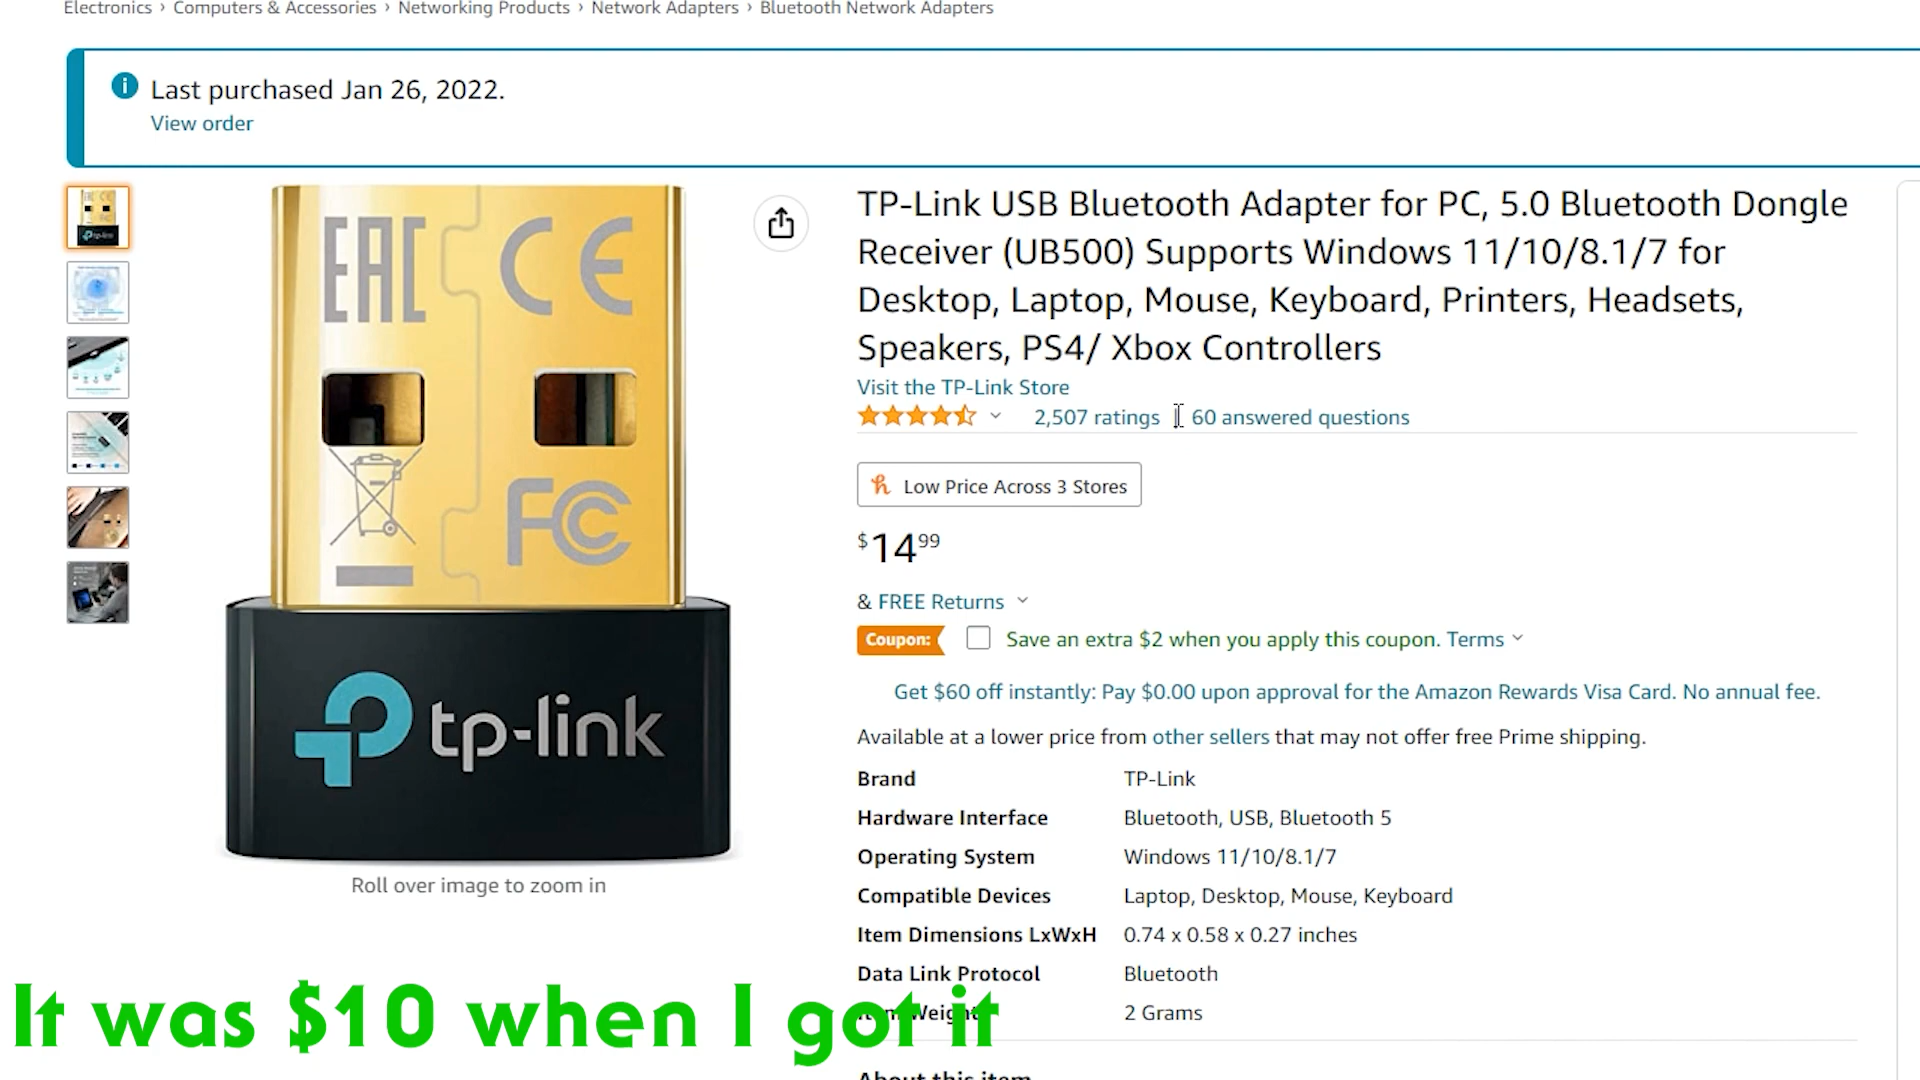 Electronics › Computers & Accessories › Networking Products › Network Adapters › Bluetooth Network Adapters
Last purchased Jan 26, 2022.
View order
EAC CE
FC
tp-link
Roll over image to zoom in
TP-Link USB Bluetooth Adapter for PC, 5.0 Bluetooth Dongle
Receiver (UB500) Supports Windows 11/10/8.1/7 for
Desktop, Laptop, Mouse, Keyboard, Printers, Headsets,
Speakers, PS4/ Xbox Controllers
Visit the TP-Link Store
2,507 ratings 60 answered questions
Low Price Across 3 Stores
$14 99
& FREE Returns
Coupon: Save an extra $2 when you apply this coupon. Terms
Get $60 off instantly: Pay $0.00 upon approval for the Amazon Rewards Visa Card. No annual fee.
Available at a lower price from other sellers that may not offer free Prime shipping.
Brand TP-Link
Hardware Interface Bluetooth, USB, Bluetooth 5
Operating System Windows 11/10/8.1/7
Compatible Devices Laptop, Desktop, Mouse, Keyboard
Item Dimensions LxWxH 0.74 x 0.58 x 0.27 inches
Data Link Protocol Bluetooth
Item Weight 2 Grams
It was $10 when I got it
About this item